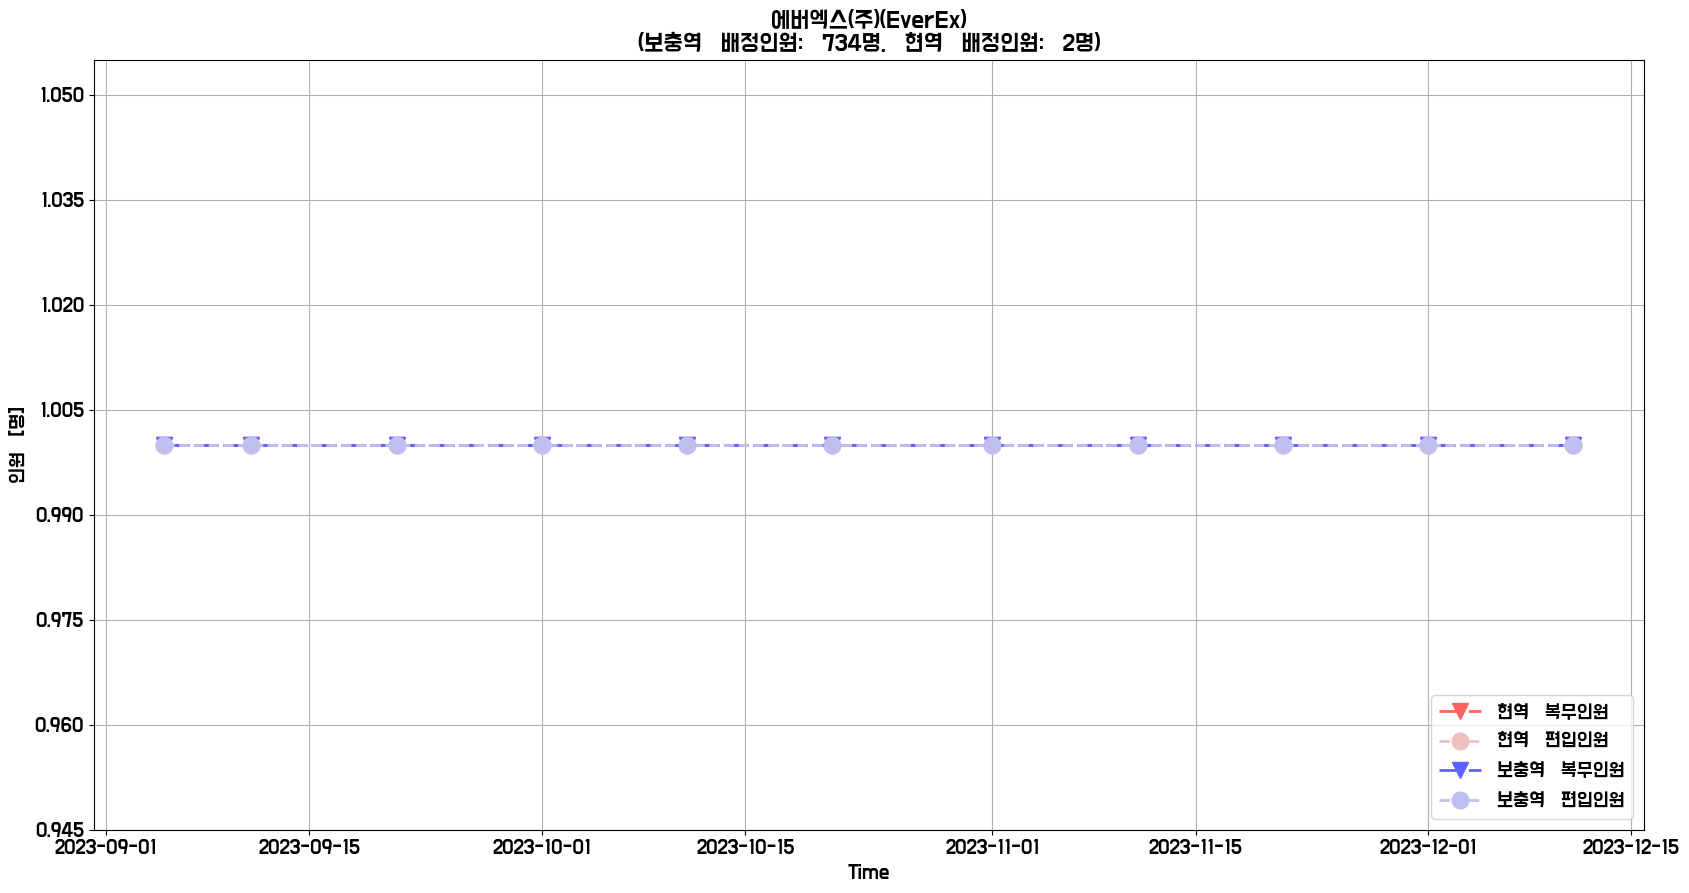 에버엑스(주)(EverEx)
(보충역 배정인원: 734명, 현역 배정인원: 2명)
인원 [명]
1.050
1.035
1.020
1.005
0.990
0.975
0.960
0.945
현역 복무인원
현역 편입인원
보충역 복무인원
보충역 편입인원
2023-09-01 2023-09-15 2023-10-01 2023-10-15 2023-11-01 2023-11-15 2023-12-01 2023-12-15
Time